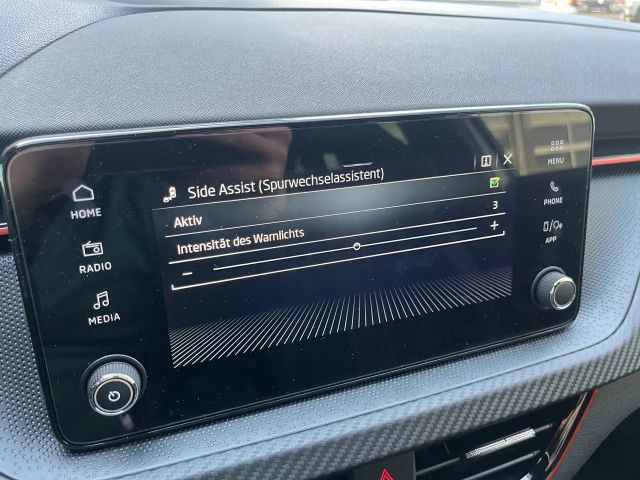 Side Assist (Spurwechselassistent)
Aktiv
3
Intensität des Warnlichts
- +
HOME
RADIO
MEDIA
MENU
PHONE
APP